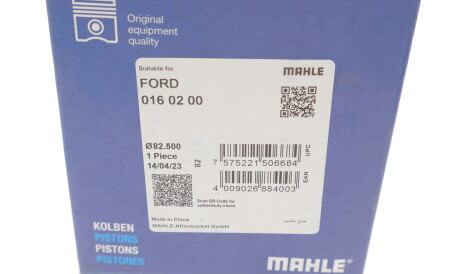 Original
equipment
quality
Suitable for
MAHLE
FORD
016 02 00
Ø82.500
1 Piece
14/04/23
82
7 575221 506684
UPC
4 009026 884003
EAN
Scan QR-Code for
authenticity check
Made in China
MAHLE Aftermarket GmbH
KOLBEN
PISTONS
PISTONS
PISTONES
MAHLE